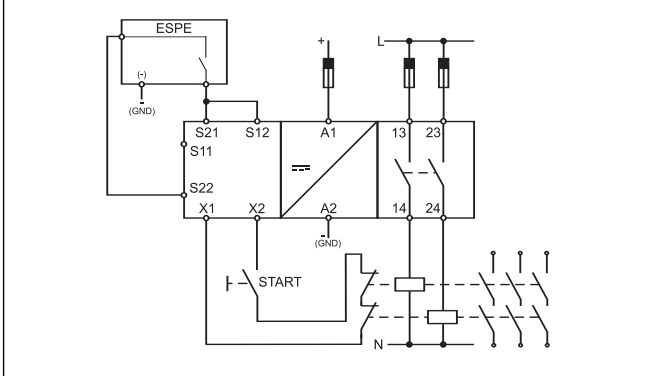 ESPE
+
L
(-)
-
(GND)
S21 S12 A1 13 23
S11
S22
X1 X2 A2 14 24
-
(GND)
START
N